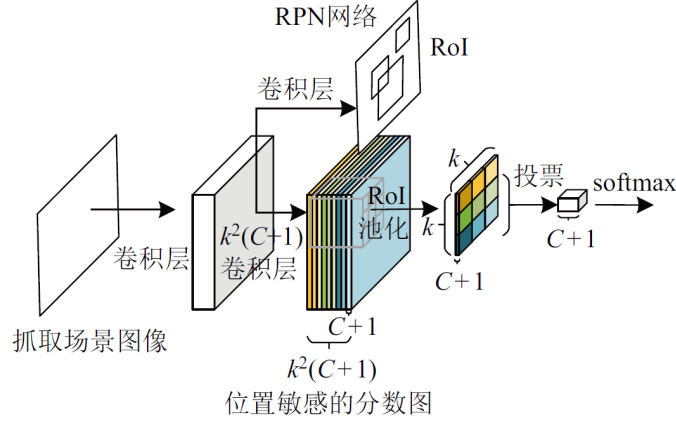 RPN网络
RoI
卷积层
k²(C+1)
卷积层
RoI
池化
k
k
投票
softmax
C+1
C+1
卷积层
C+1
抓取场景图像
k²(C+1)
位置敏感的分数图